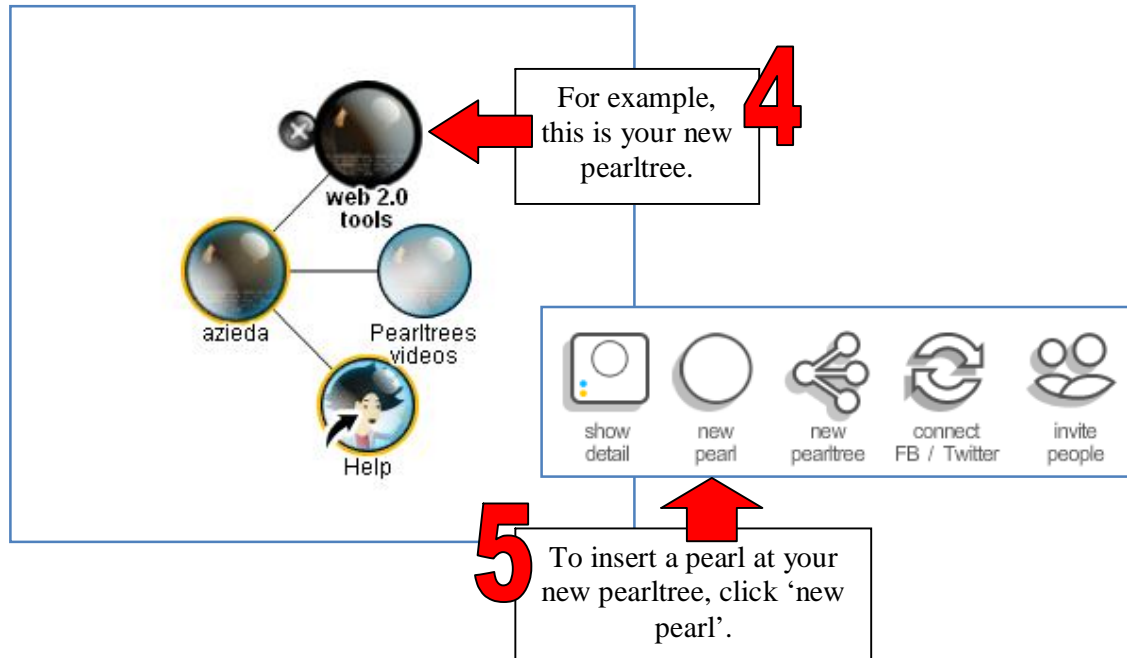 4
For example,
this is your new
pearltree.
web 2.0
tools
azieda
Pearltrees
videos
Help
show
detail
new
pearl
new
pearltree
connect
FB / Twitter
invite
people
5
To insert a pearl at your
new pearltree, click ‘new
pearl’.